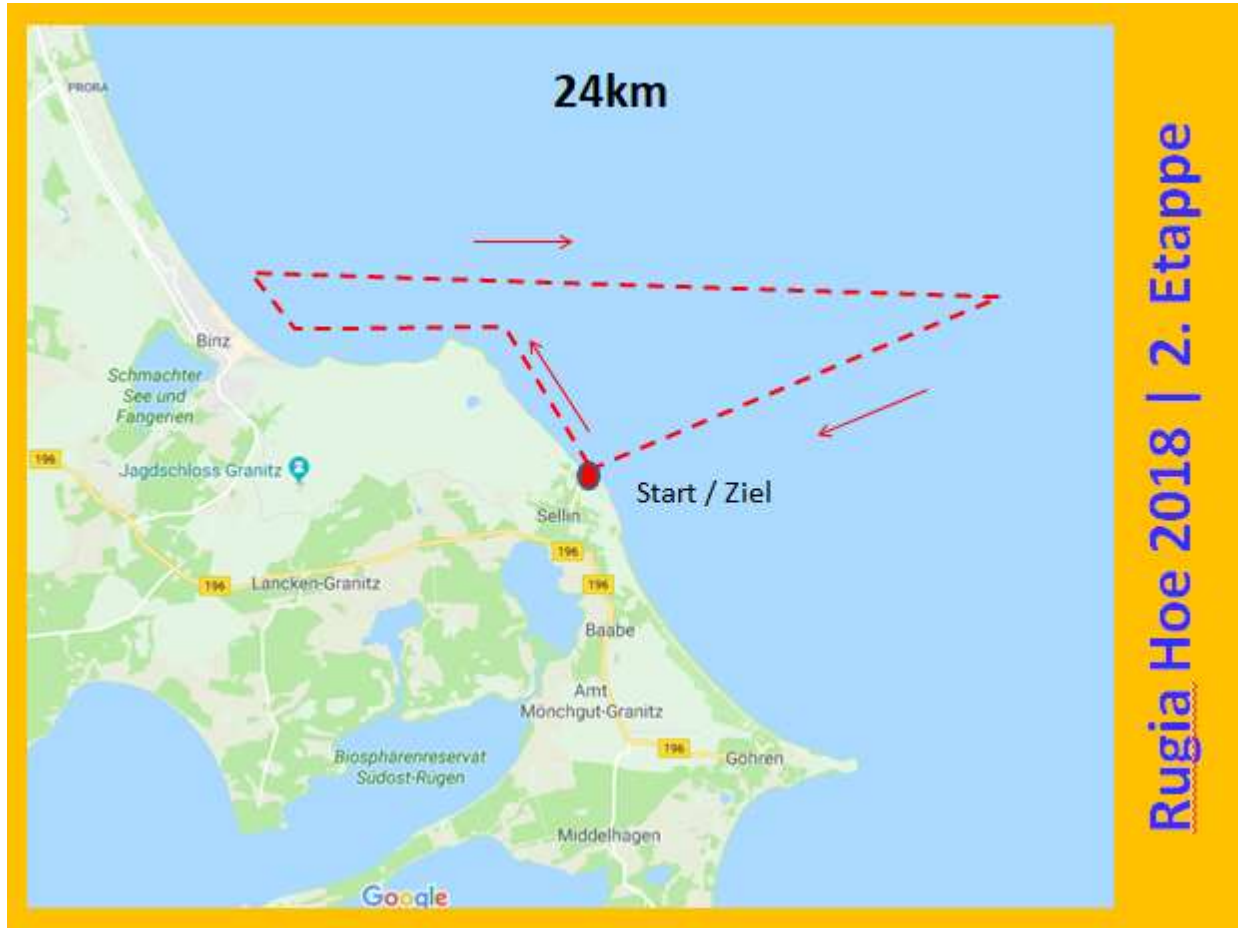 24km
PRORA
Binz
Schmachter
See und
Fangerien
196
Jagdschloss Granitz
Start / Ziel
Sellin
196
196
Lancken-Granitz
196
Baabe
Amt
Mönchgut-Granitz
196
Göhren
Biosphärenreservat
Südost-Rügen
Middelhagen
Google
Rugia Hoe 2018 | 2. Etappe